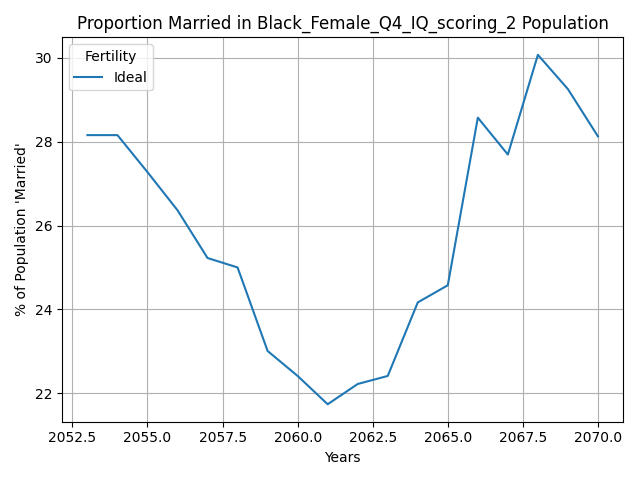 Proportion Married in Black_Female_Q4_IQ_scoring_2 Population
Fertility
Ideal
% of Population 'Married'
30
28
26
24
22
2052.5 2055.0 2057.5 2060.0 2062.5 2065.0 2067.5 2070.0
Years